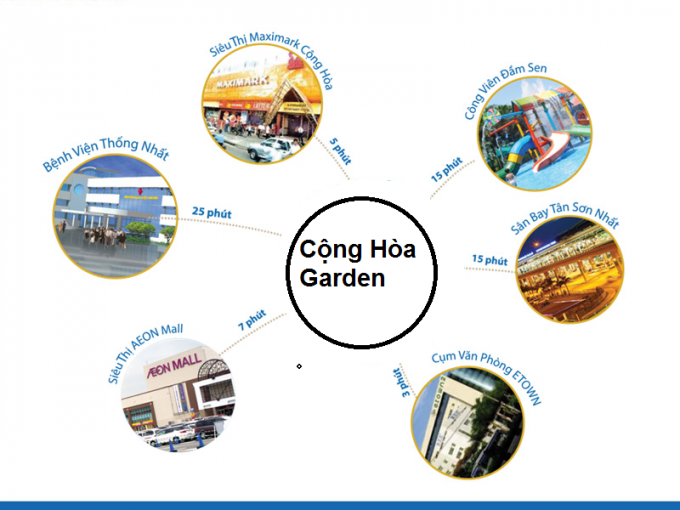 Siêu Thị Maximark Cộng Hòa
MAXIMARK
5 phút
Công Viên Đầm Sen
15 phút
Bệnh Viện Thống Nhất
25 phút
Sân Bay Tân Sơn Nhất
15 phút
Cộng Hòa
Garden
Siêu Thị AEON Mall
7 phút
AEON MALL
Cụm Văn Phòng ETOWN
3 phút
etown2